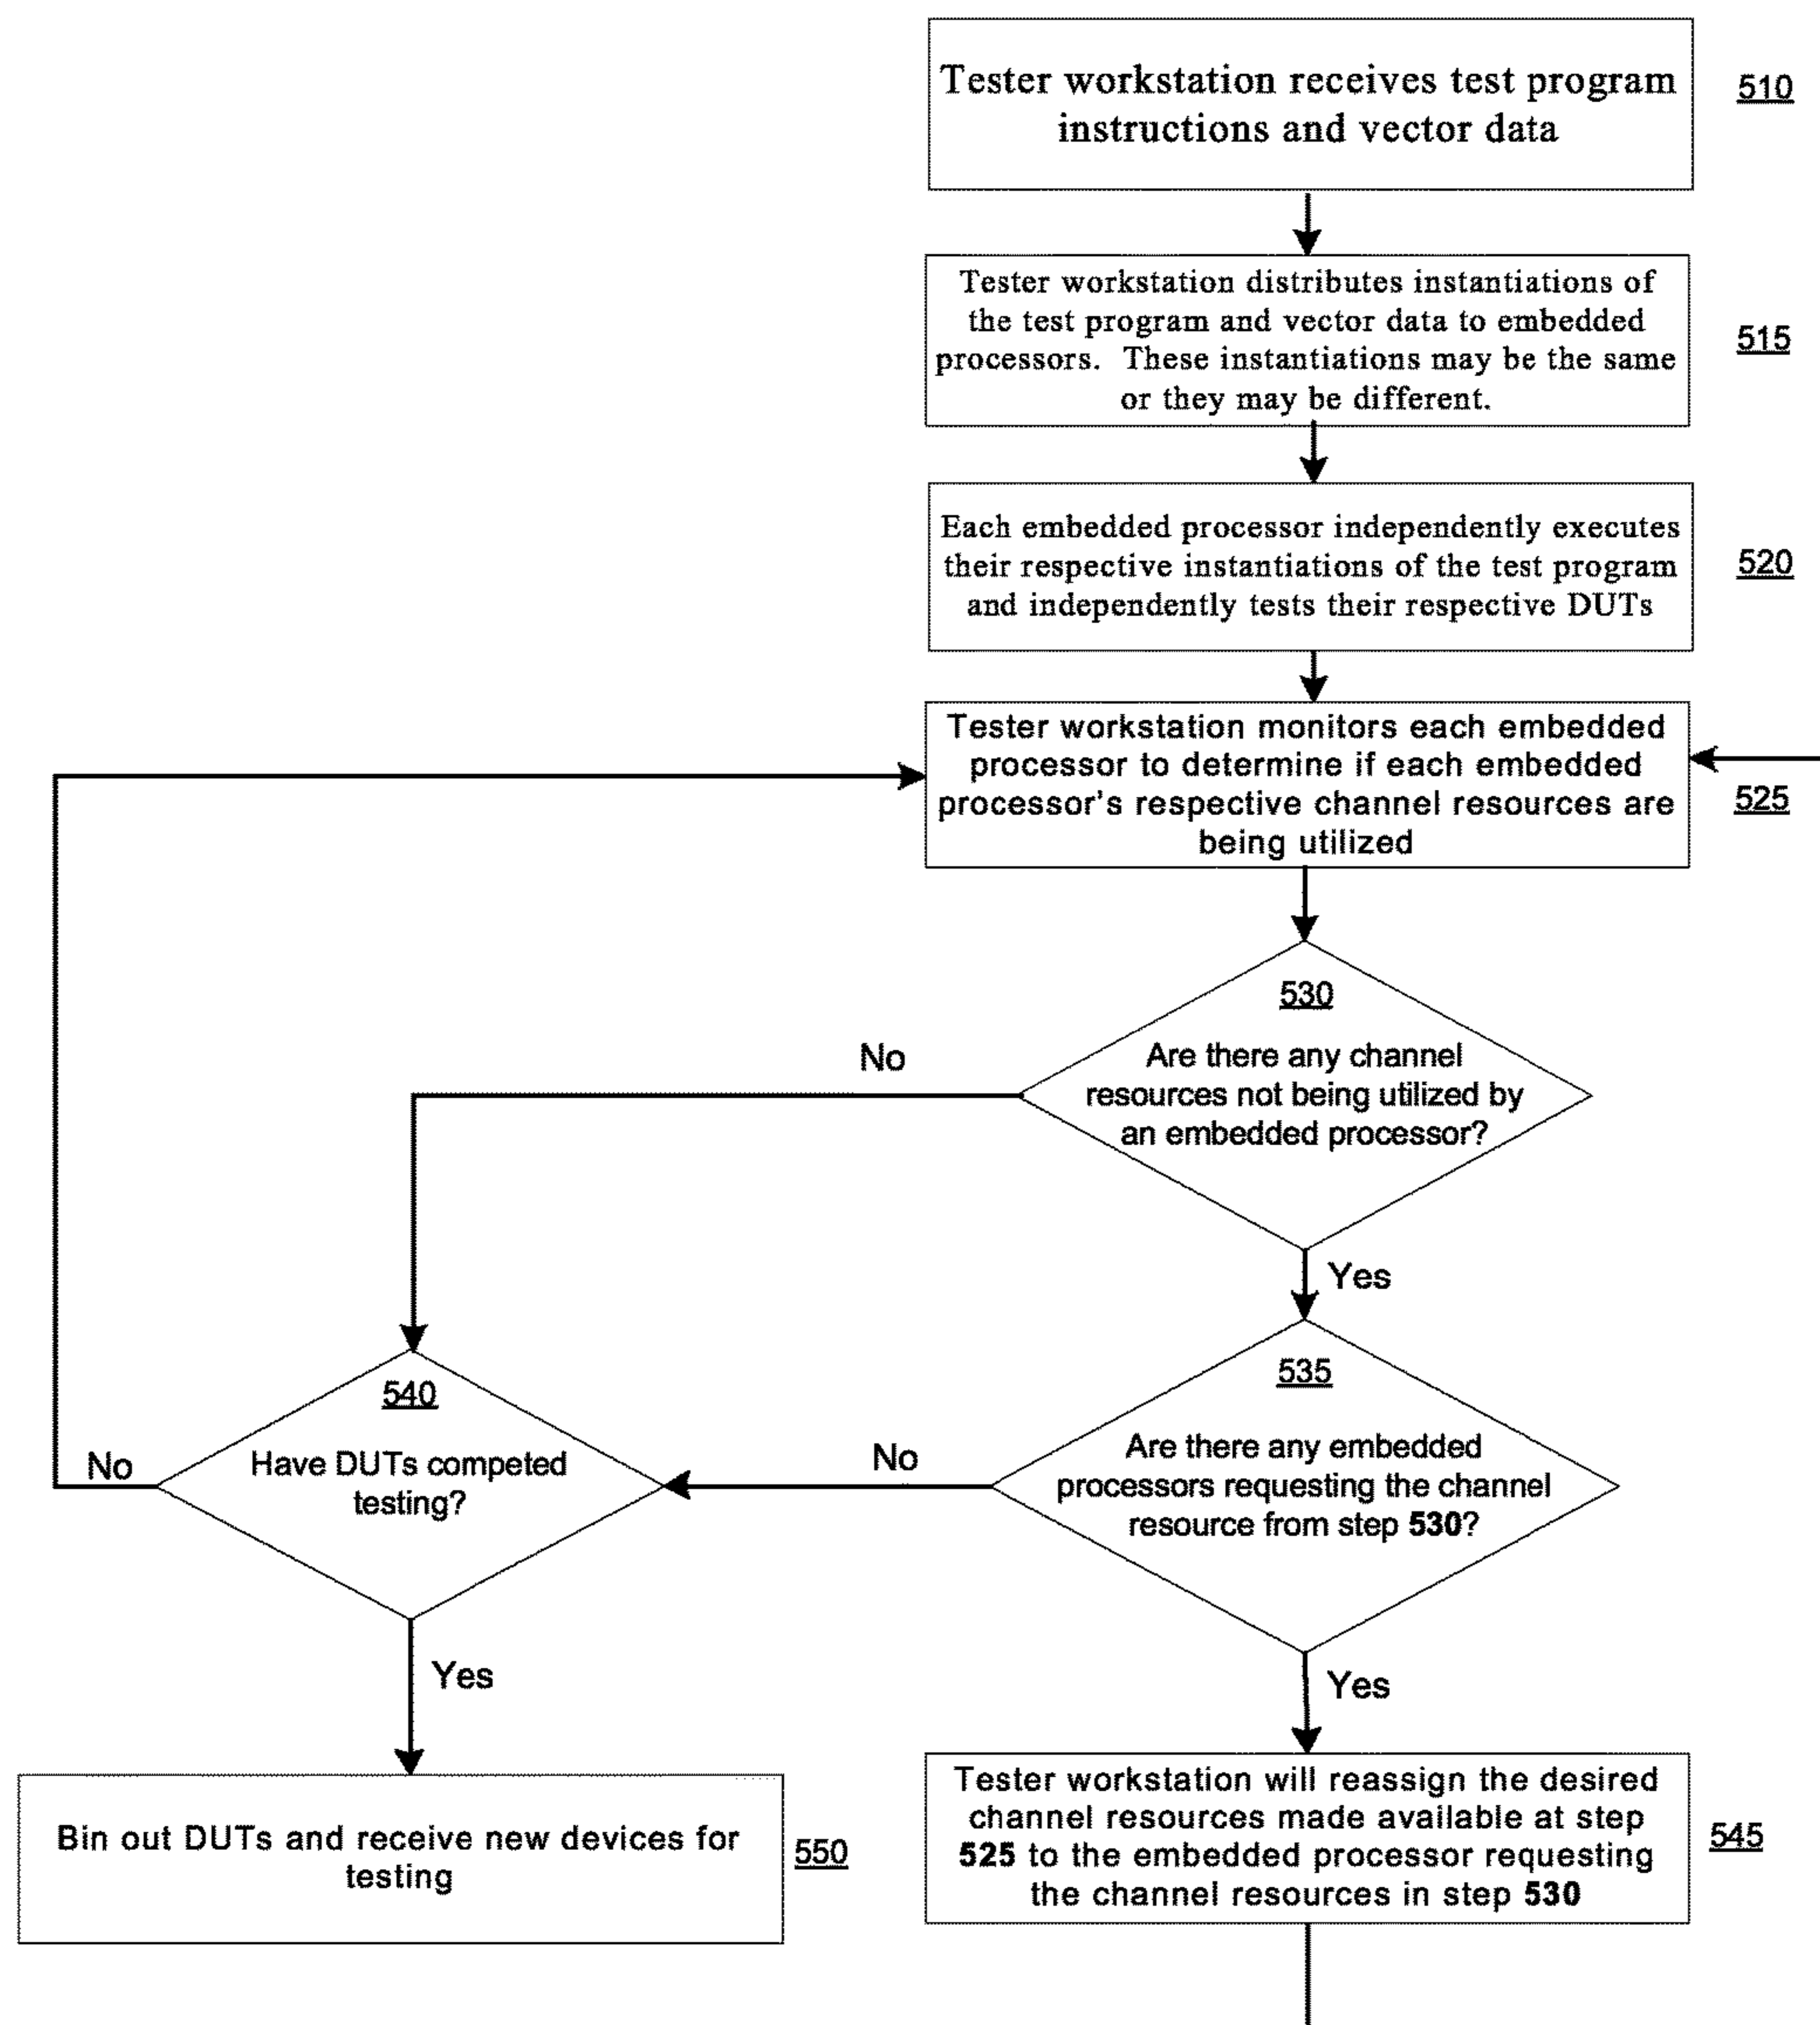 Tester workstation receives test program
instructions and vector data
510
Tester workstation distributes instantiations of
the test program and vector data to embedded
processors. These instantiations may be the same
or they may be different.
515
Each embedded processor independently executes
their respective instantiations of the test program
and independently tests their respective DUTs
520
Tester workstation monitors each embedded
processor to determine if each embedded
processor's respective channel resources are
being utilized
525
530
Are there any channel
resources not being utilized by
an embedded processor?
No
Yes
535
Are there any embedded
processors requesting the channel
resource from step 530?
No
Yes
540
Have DUTs competed
testing?
No
Yes
Tester workstation will reassign the desired
channel resources made available at step
525 to the embedded processor requesting
the channel resources in step 530
545
Bin out DUTs and receive new devices for
testing
550